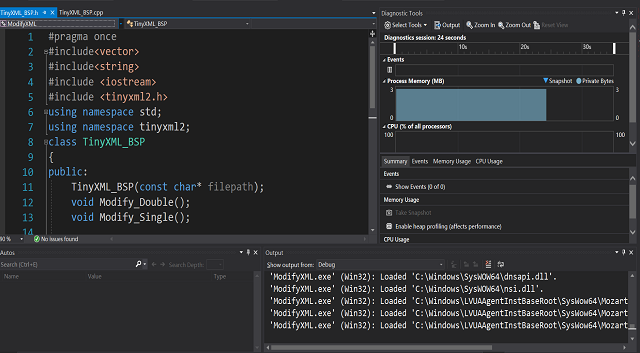 TinyXML_BSP.h
TinyXML_BSP.cpp
ModifyXML
TinyXML_BSP
1 #pragma once
2 #include<vector>
3 #include<string>
4 #include <iostream>
5 #include <tinyxml2.h>
6 using namespace std;
7 using namespace tinyxml2;
8 class TinyXML_BSP
9 {
10 public:
11 TinyXML_BSP(const char* filepath);
12 void Modify_Double();
13 void Modify_Single();
14
90 %
No issues found
Diagnostic Tools
Select Tools
Output
Zoom In
Zoom Out
Reset View
Diagnostics session: 24 seconds
10s
20s
30s
Events
Process Memory (MB)
Snapshot
Private Bytes
3
3
0
0
CPU (% of all processors)
100
100
Summary
Events
Memory Usage
CPU Usage
Events
Show Events (0 of 0)
Memory Usage
Take Snapshot
Enable heap profiling (affects performance)
CPU Usage
Autos
Search (Ctrl+E)
Search Depth:
Name
Value
Type
Output
Show output from: Debug
'ModifyXML.exe' (Win32): Loaded 'C:\Windows\SysWOW64\dnsapi.dll'.
'ModifyXML.exe' (Win32): Loaded 'C:\Windows\SysWOW64\nsi.dll'.
'ModifyXML.exe' (Win32): Loaded 'C:\Windows\LVUAAgentInstBaseRoot\SysWow64\Mozart
'ModifyXML.exe' (Win32): Loaded 'C:\Windows\LVUAAgentInstBaseRoot\SysWow64\Mozart
'ModifyXML.exe' (Win32): Loaded 'C:\Windows\LVUAAgentInstBaseRoot\SysWow64\Mozart